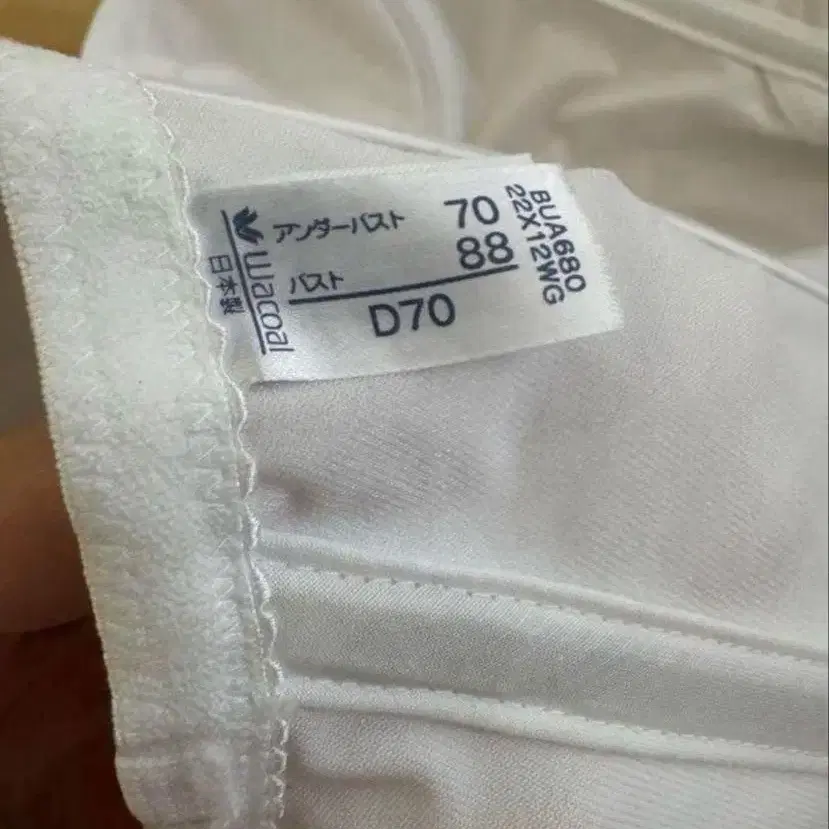 アンダーバスト 70
バスト 88
D70
Wacoal
日本製
BUA680
22X12WG